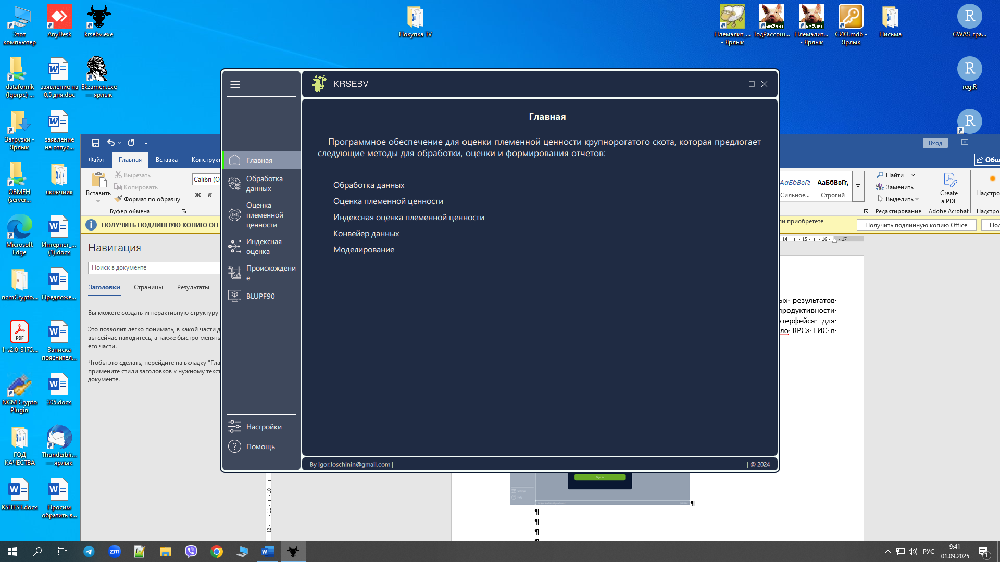 Этот
компьютер
AnyDesk
krsebv.exe
Покупка TV
Племэлит_...
- Ярлык
ТодРассош...
Племэлит...
- Ярлык
СИО.mdb -
Ярлык
Письма
GWAS_гра...
datafornik
(Igorpc) ...
заявление на
0,5 дня.doc
Ekzamen.exe
— ярлык
reg.R
Загрузки -
Ярлык
заявление
на отпус...
ОБМЕН
(server...
яковчиик
Microsoft
Edge
Интернет_...
(1).docx
ncmCrypto...
Предложе...
1-s2.0-S175...
Записка
пояснител...
NCM Crypto
Plugin
305.docx
ГОД
КАЧЕСТВА
Thunderbir...
— ярлык
KSITEST.docx
Просим
обратить в...
Файл
Главная
Вставка
Конструкт
Вставить
Вырезать
Копировать
Формат по образцу
Буфер обмена
Calibri (О
Ж К
ПОЛУЧИТЬ ПОДЛИННУЮ КОПИЮ OFF
Навигация
Поиск в документе
Заголовки
Страницы
Результаты
Вы можете создать интерактивную структуру
Это позволит легко понимать, в какой части д
вы сейчас находитесь, а также быстро менять
его части.
Чтобы это сделать, перейдите на вкладку "Гла
примените стили заголовков к нужному текст
документе.
| KRSEBV
Главная
Обработка
данных
Оценка
племенной
ценности
Индексная
оценка
Происхождени
е
BLUPF90
Настройки
Помощь
Главная
Программное обеспечение для оценки племенной ценности крупнорогатого скота, которая предлогает
следующие методы для обработки, оценки и формирования отчетов:
Обработка данных
Оценка племенной ценности
Индексная оценка племенной ценности
Конвейер данных
Моделирование
By igor.loschinin@gmail.com |
| @ 2024
Вход
Общ
АаБбВвГг,
Сильное...
АаБбВвГг,
Строгий
Найти
Заменить
Выделить
Редактирование
Create
a PDF
Adobe Acrobat
Надстро
Надстро
ли приобретете
Получить подлинную копию Office
Под
14 15 16 17
ых результатов
продуктивности
нтерфейса для
ло КРС» ГИС в
Sign in
10
11
12
РУС
9:41
01.09.2025
1